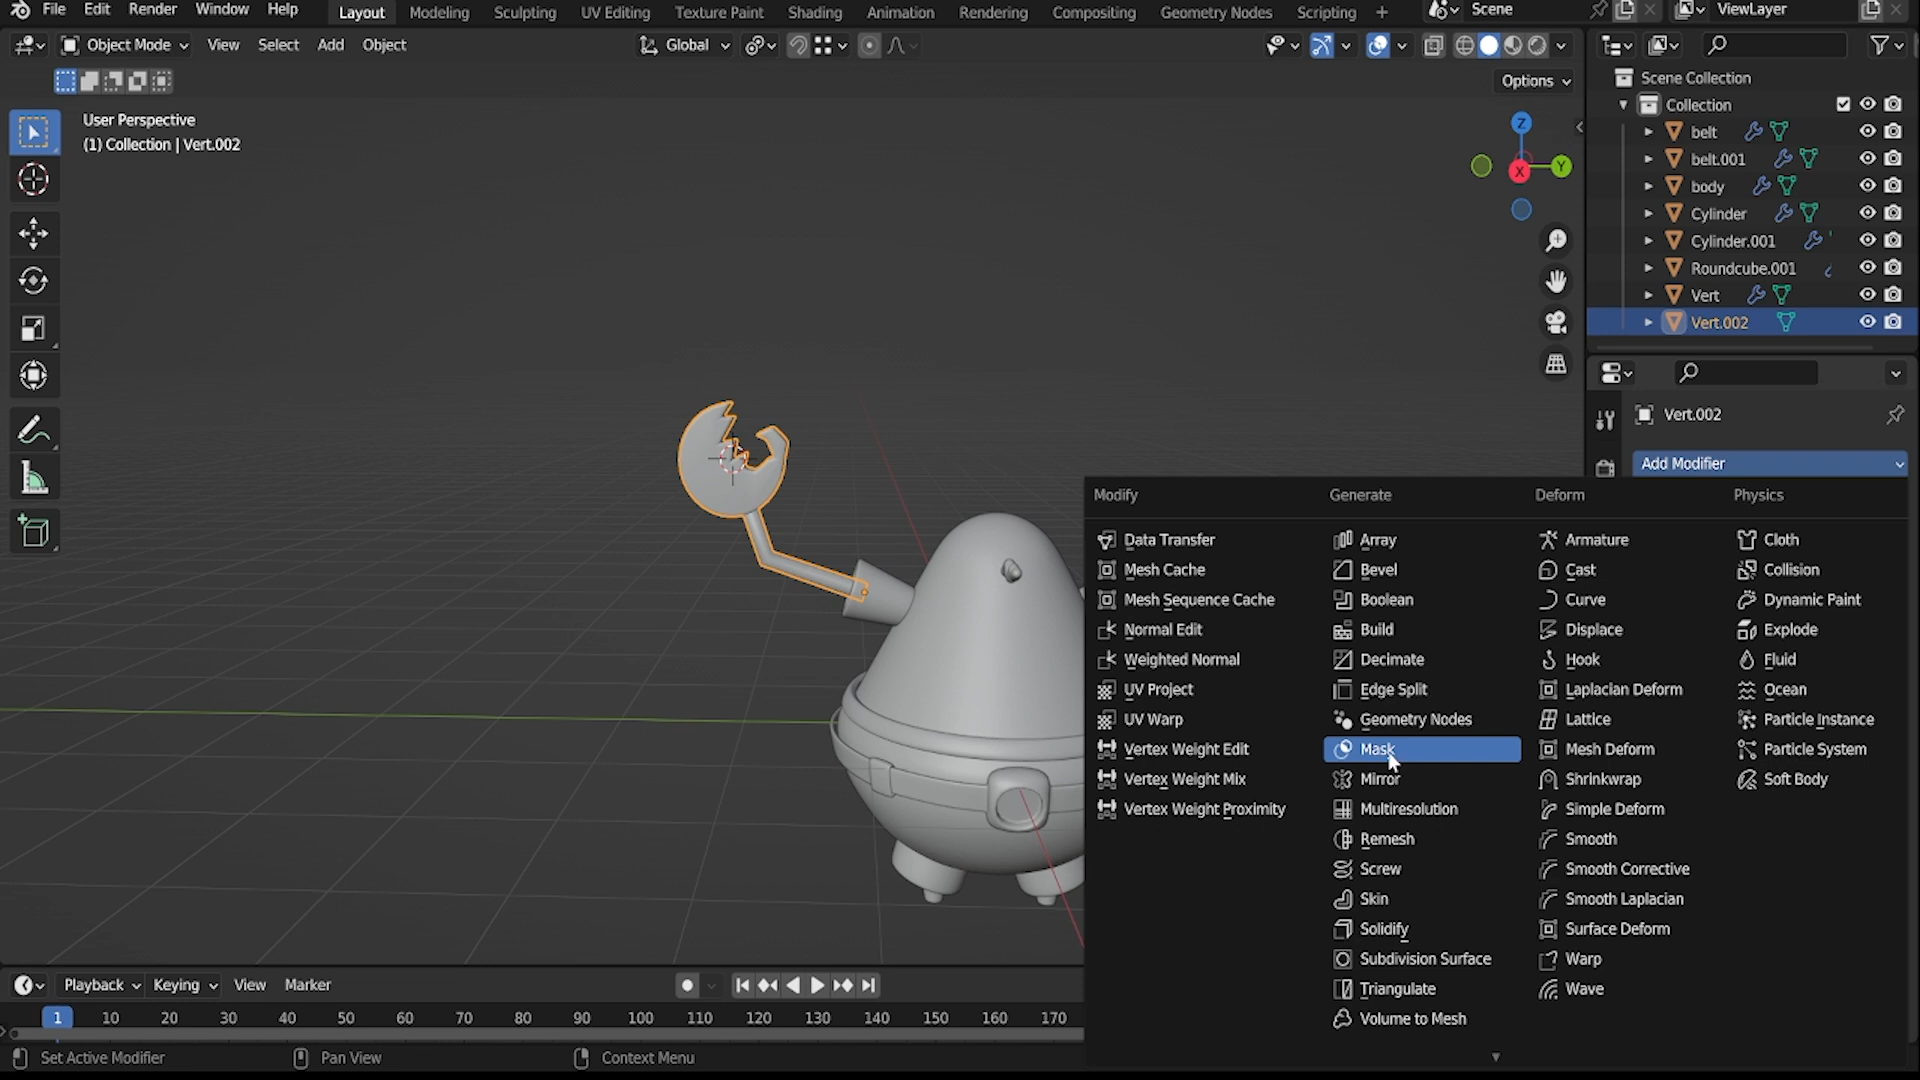 File Edit Render Window Help Layout Modeling Sculpting UV Editing Texture Paint Shading Animation Rendering Compositing Geometry Nodes Scripting + Scene ViewLayer
Object Mode View Select Add Object Global
Options
User Perspective
(1) Collection | Vert.002
Z
Y
X
Scene Collection
Collection
belt
belt.001
body
Cylinder
Cylinder.001
Roundcube.001
Vert
Vert.002
Vert.002
Add Modifier
Modify Generate Deform Physics
Data Transfer Array Armature Cloth
Mesh Cache Bevel Cast Collision
Mesh Sequence Cache Boolean Curve Dynamic Paint
Normal Edit Build Displace Explode
Weighted Normal Decimate Hook Fluid
UV Project Edge Split Laplacian Deform Ocean
UV Warp Geometry Nodes Lattice Particle Instance
Vertex Weight Edit Mask Mesh Deform Particle System
Vertex Weight Mix Mirror Shrinkwrap Soft Body
Vertex Weight Proximity Multiresolution Simple Deform
Remesh Smooth
Screw Smooth Corrective
Skin Smooth Laplacian
Solidify Surface Deform
Subdivision Surface Warp
Triangulate Wave
Volume to Mesh
Playback Keying View Marker
1 10 20 30 40 50 60 70 80 90 100 110 120 130 140 150 160 170
Set Active Modifier Pan View Context Menu